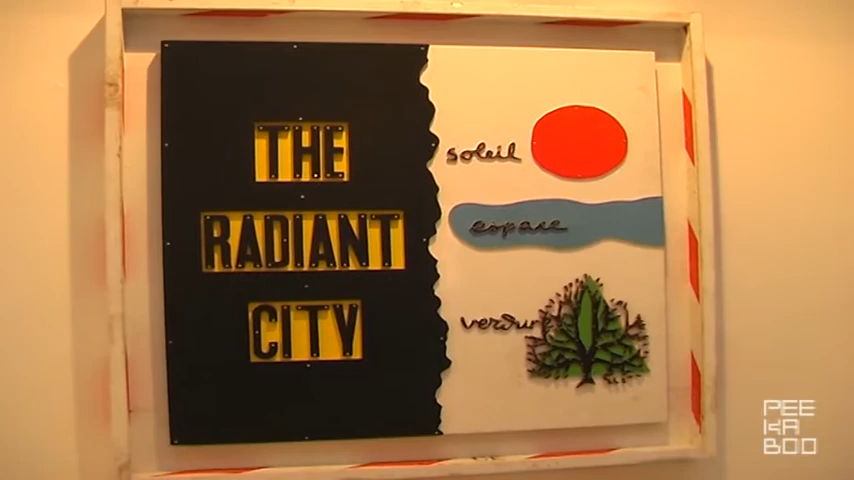 THE
RADIANT
CITY
soleil
espace
verdure
PEE
KA
BOO